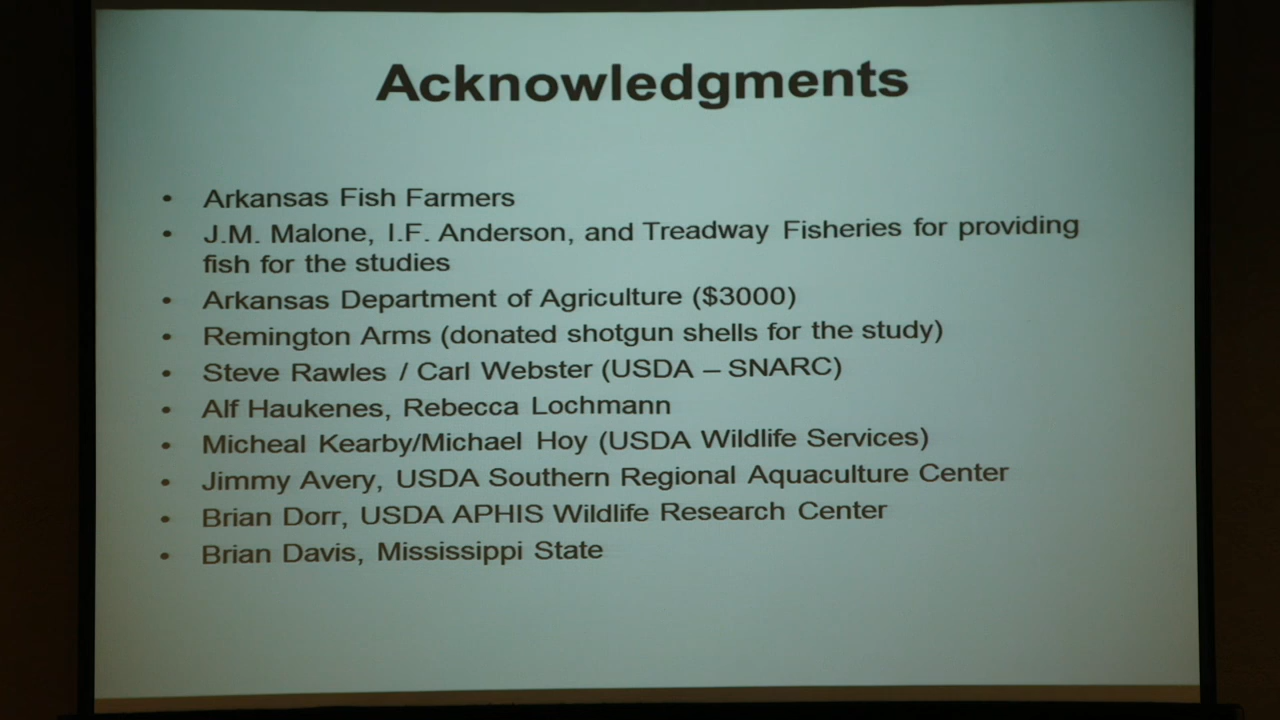 Acknowledgments
• Arkansas Fish Farmers
• J.M. Malone, I.F. Anderson, and Treadway Fisheries for providing
fish for the studies
• Arkansas Department of Agriculture ($3000)
• Remington Arms (donated shotgun shells for the study)
• Steve Rawles / Carl Webster (USDA – SNARC)
• Alf Haukenes, Rebecca Lochmann
• Micheal Kearby/Michael Hoy (USDA Wildlife Services)
• Jimmy Avery, USDA Southern Regional Aquaculture Center
• Brian Dorr, USDA APHIS Wildlife Research Center
• Brian Davis, Mississippi State